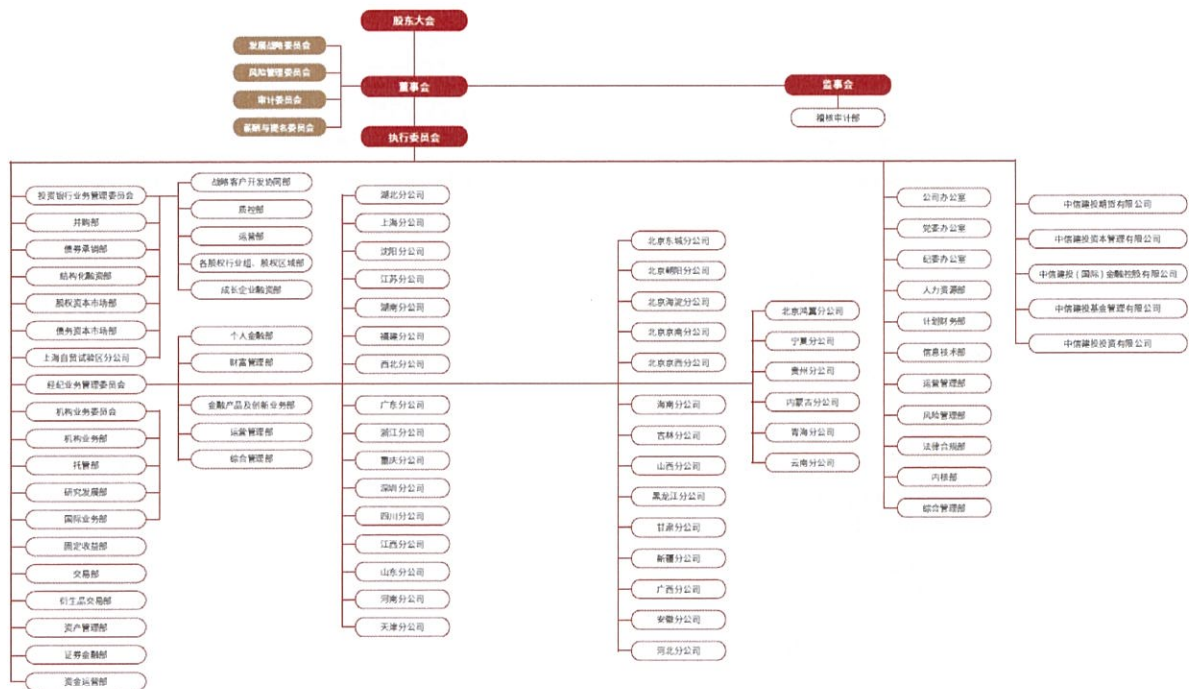 股东大会
发展战略委员会
风险管理委员会
审计委员会
薪酬与提名委员会
董事会
监事会
稽核审计部
执行委员会
投资银行业务管理委员会
并购部
债券承销部
结构化融资部
股权资本市场部
债务资本市场部
上海自贸试验区分公司
经纪业务管理委员会
机构业务委员会
机构业务部
托管部
研究发展部
国际业务部
固定收益部
交易部
衍生品交易部
资产管理部
证券金融部
资金运营部
战略客户开发协同部
质控部
运营部
各股权行业组、股权区域部
成长企业融资部
个人金融部
财富管理部
金融产品及创新业务部
运营管理部
综合管理部
湖北分公司
上海分公司
沈阳分公司
江苏分公司
湖南分公司
福建分公司
西北分公司
广东分公司
浙江分公司
重庆分公司
深圳分公司
四川分公司
江西分公司
山东分公司
河南分公司
天津分公司
北京东城分公司
北京朝阳分公司
北京海淀分公司
北京京南分公司
北京京西分公司
海南分公司
吉林分公司
山西分公司
黑龙江分公司
甘肃分公司
新疆分公司
广西分公司
安徽分公司
河北分公司
北京鸿翼分公司
宁夏分公司
贵州分公司
内蒙古分公司
青海分公司
云南分公司
公司办公室
党委办公室
纪委办公室
人力资源部
计划财务部
信息技术部
运营管理部
风险管理部
法律合规部
内核部
综合管理部
中信建投期货有限公司
中信建投资本管理有限公司
中信建投（国际）金融控股有限公司
中信建投基金管理有限公司
中信建投投资有限公司